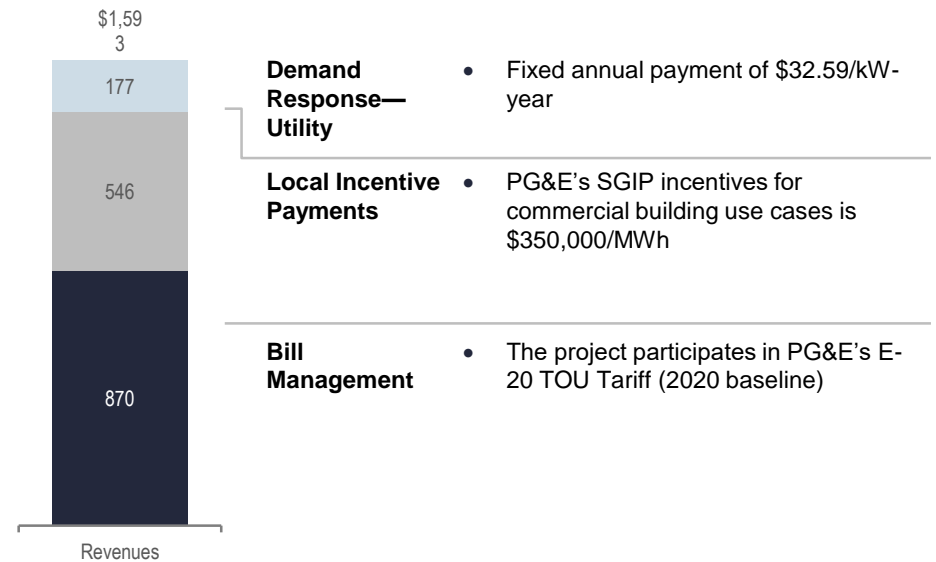 $1,59
3
177
546
870
Revenues
Demand
Response—
Utility
• Fixed annual payment of $32.59/kW-
year
Local Incentive
Payments
• PG&E's SGIP incentives for
commercial building use cases is
$350,000/MWh
Bill
Management
• The project participates in PG&E's E-
20 TOU Tariff (2020 baseline)